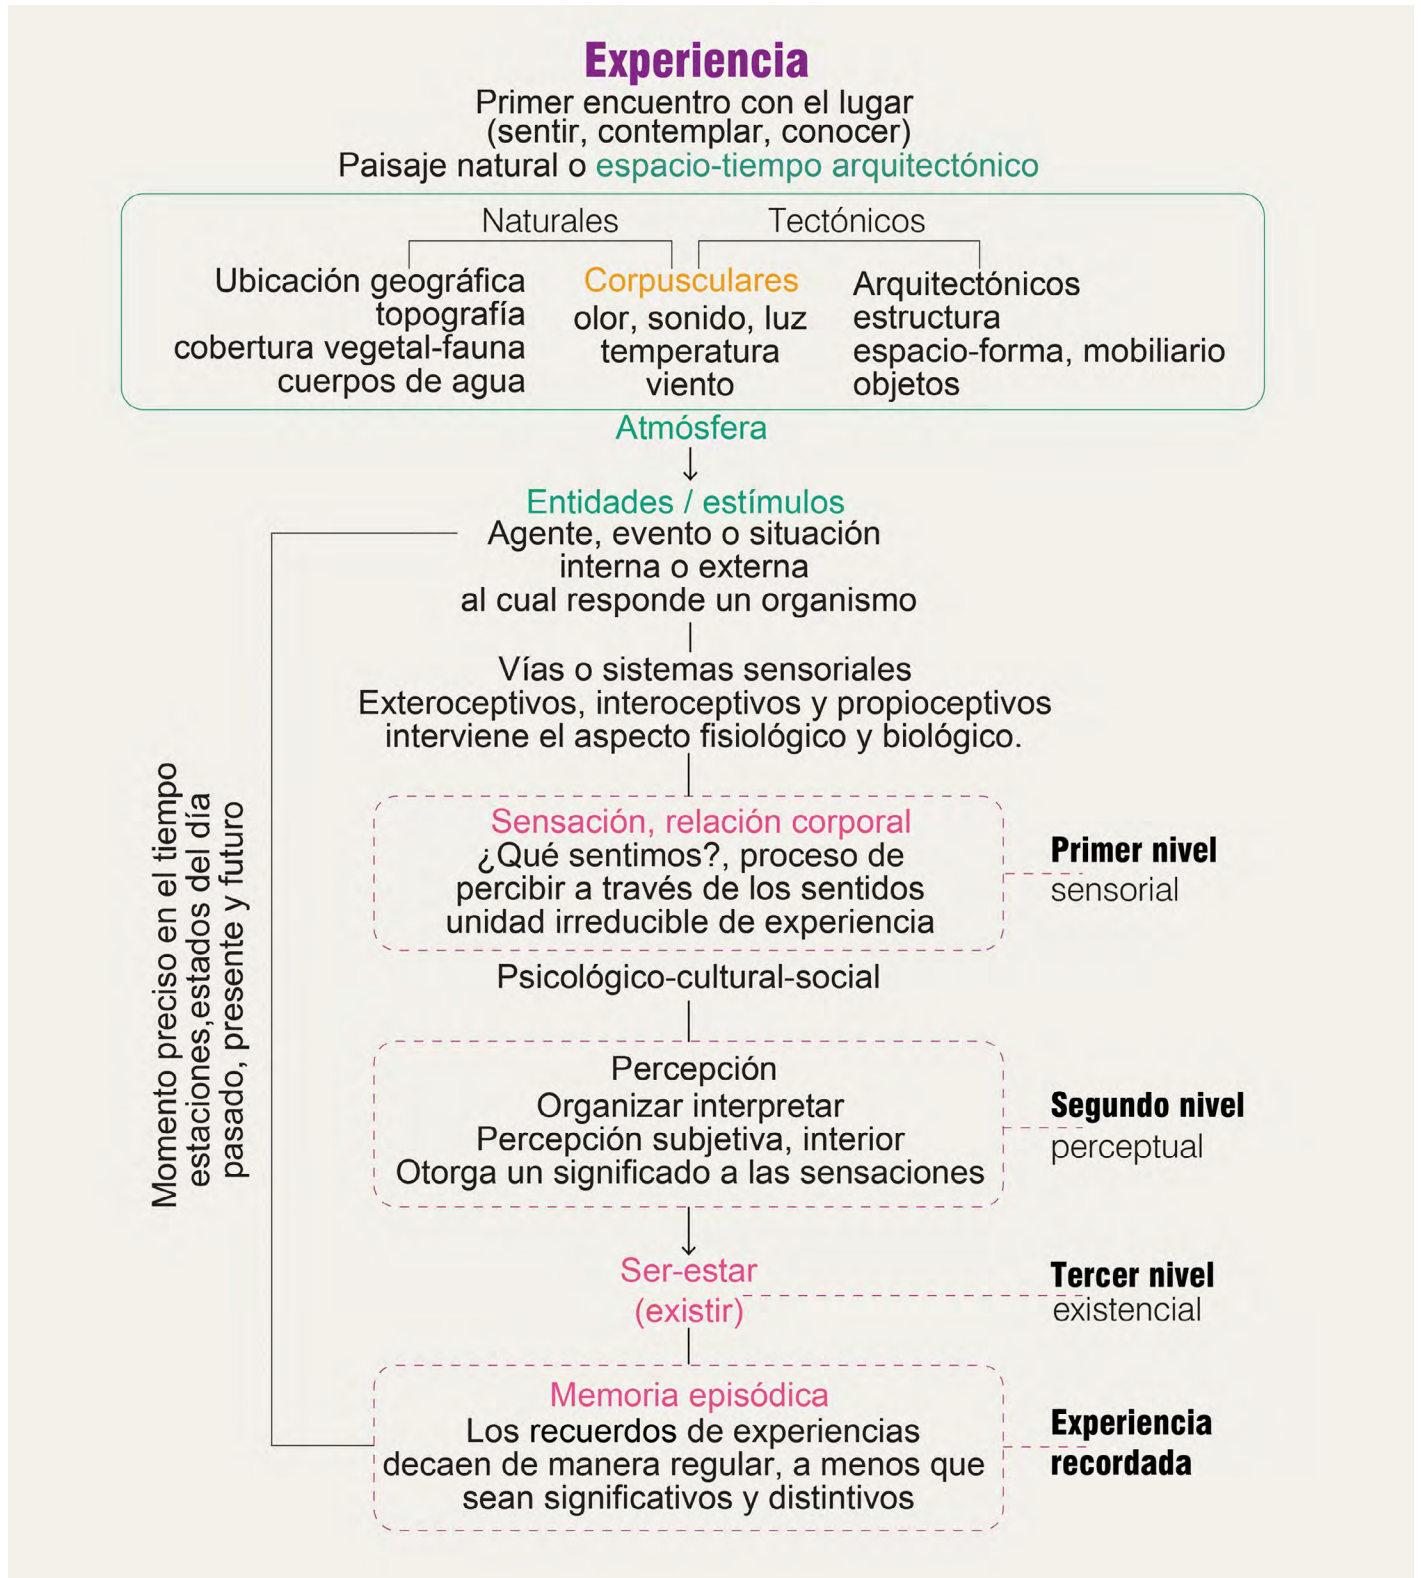 Experiencia
Primer encuentro con el lugar
(sentir, contemplar, conocer)
Paisaje natural o espacio-tiempo arquitectónico
Naturales
Tectónicos
Ubicación geográfica
topografía
cobertura vegetal-fauna
cuerpos de agua
Corpusculares
olor, sonido, luz
temperatura
viento
Arquitectónicos
estructura
espacio-forma, mobiliario
objetos
Atmósfera
Entidades / estímulos
Agente, evento o situación
interna o externa
al cual responde un organismo
Vías o sistemas sensoriales
Exteroceptivos, interoceptivos y propioceptivos
interviene el aspecto fisiológico y biológico.
Momento preciso en el tiempo
estaciones,estados del día
pasado, presente y futuro
Sensación, relación corporal
¿Qué sentimos?, proceso de
percibir a través de los sentidos
unidad irreducible de experiencia
Primer nivel
sensorial
Psicológico-cultural-social
Percepción
Organizar interpretar
Percepción subjetiva, interior
Otorga un significado a las sensaciones
Segundo nivel
perceptual
Ser-estar
(existir)
Tercer nivel
existencial
Memoria episódica
Los recuerdos de experiencias
decaen de manera regular, a menos que
sean significativos y distintivos
Experiencia
recordada